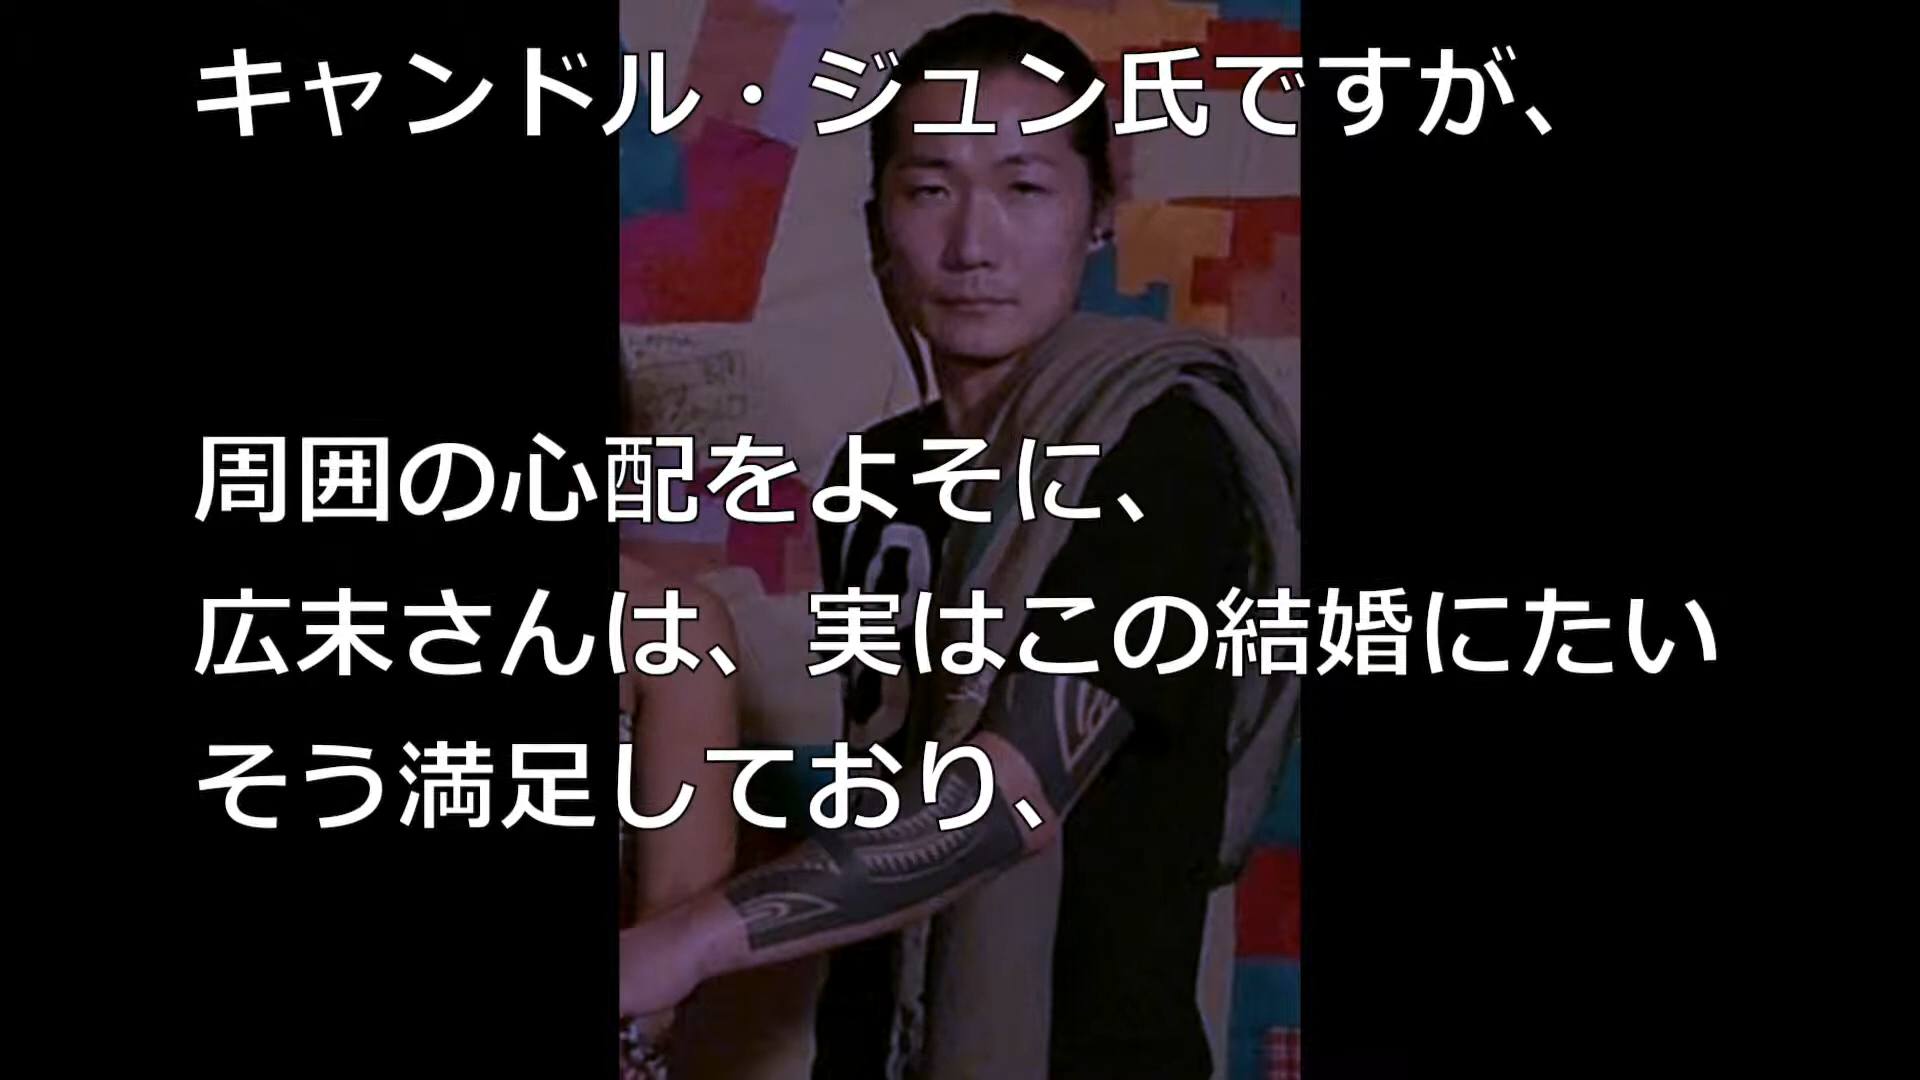 キャンドル・ジュン氏ですが、
周囲の心配をよそに、
広末さんは、実はこの結婚にたい
そう満足しており、